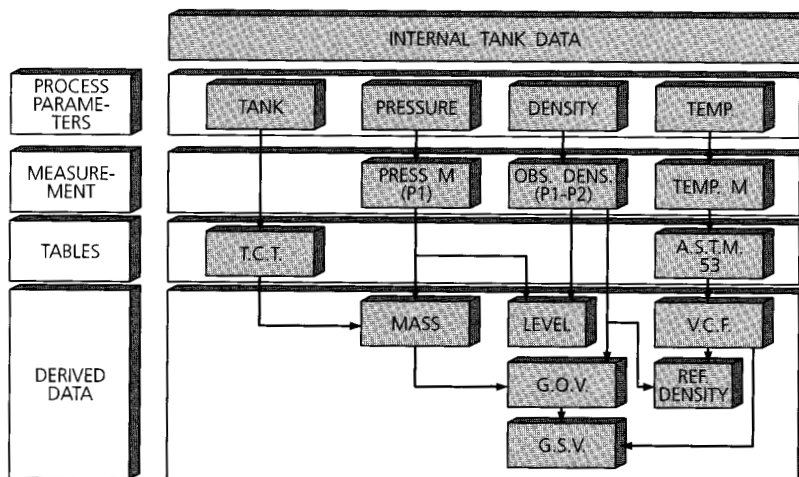 INTERNAL TANK DATA
PROCESS
PARAME-
TERS
TANK
PRESSURE
DENSITY
TEMP
MEASURE-
MENT
PRESS M
(P1)
OBS. DENS.
(P1-P2)
TEMP. M
TABLES
T.C.T.
A.S.T.M.
53
DERIVED
DATA
MASS
LEVEL
V.C.F.
G.O.V.
REF.
DENSITY
G.S.V.